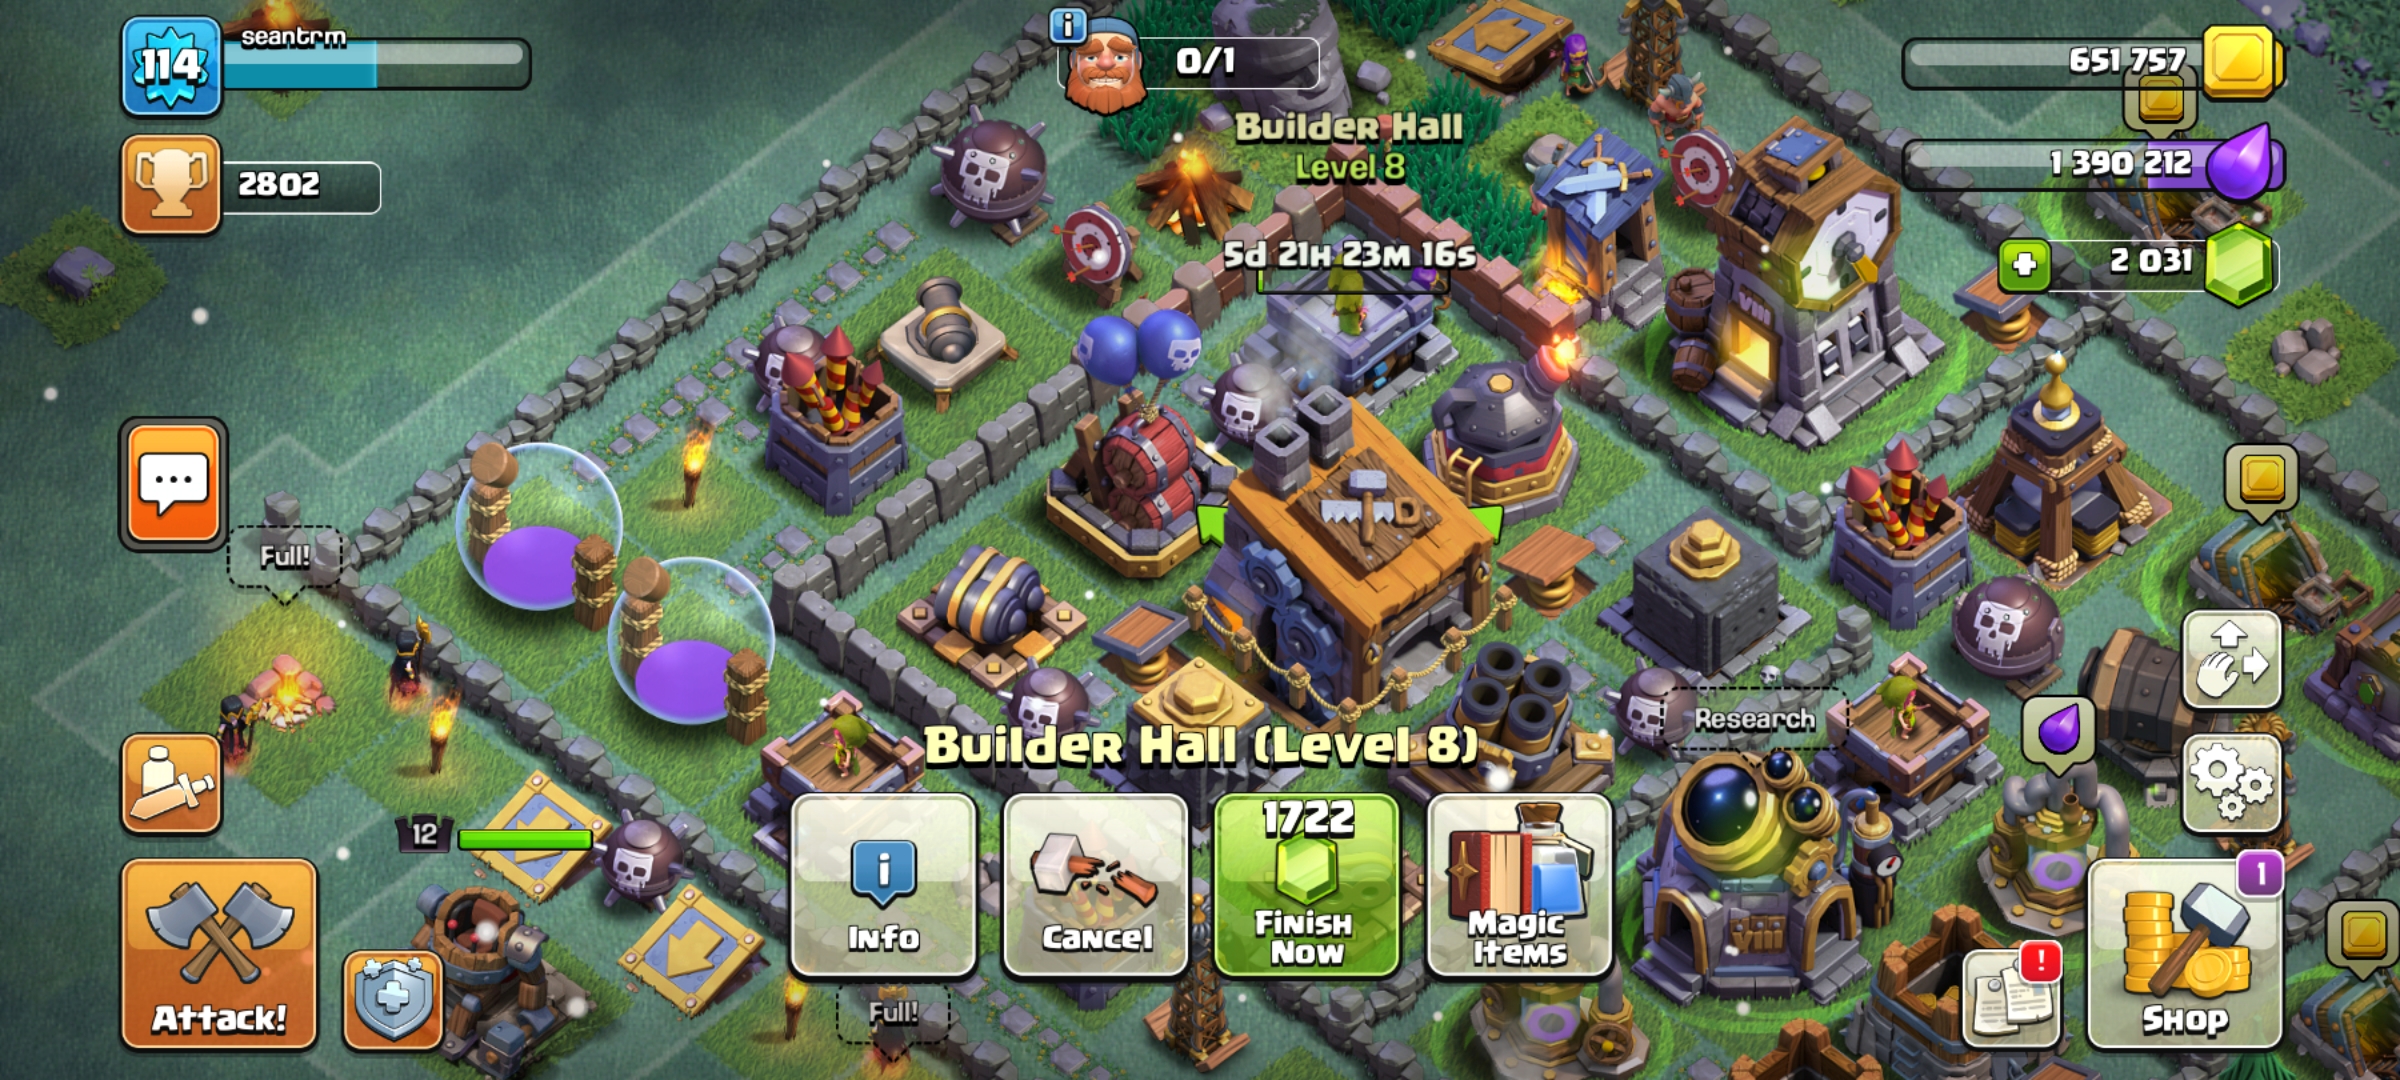 114
seantrm
0/1
651 757
2802
Builder Hall
Level 8
1 390 212
5d 21H 23M 16s
2 031
VIII
Full!
Research
Builder Hall (Level 8)
12
1722
Info
Cancel
Finish
Now
Magic
Items
VIII
1
!
Attack!
Full!
Shop